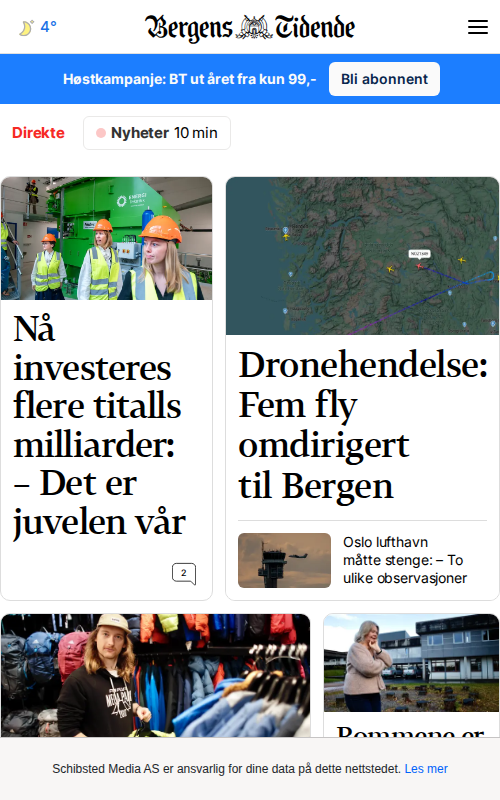 4°
Bergens Tidende
Høstkampanje: BT ut året fra kun 99,-
Bli abonnent
Direkte
Nyheter 10 min
Nå
investeres
flere titalls
milliarder:
– Det er
juvelen vår
2
Dronehendelse:
Fem fly
omdirigert
til Bergen
Oslo lufthavn
måtte stenge: – To
ulike observasjoner
Schibsted Media AS er ansvarlig for dine data på dette nettstedet. Les mer